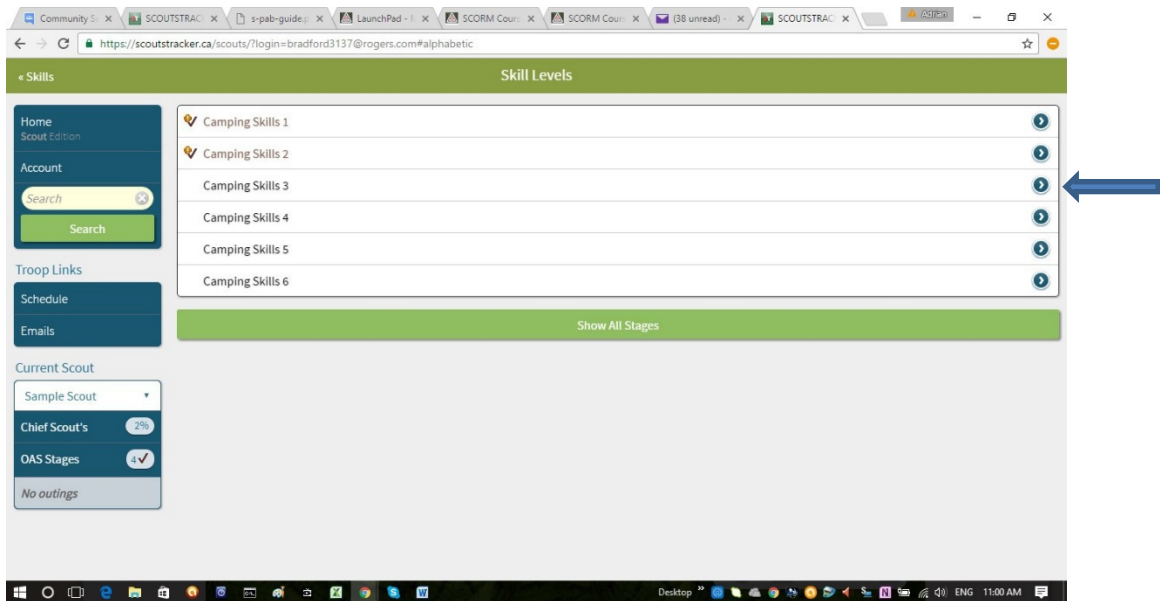 Community S
SCOUTSTRAC
s-pab-guide.p
LaunchPad -
SCORM Cours
SCORM Cours
(38 unread) -
SCOUTSTRAC
Adrian
https://scoutstracker.ca/scouts/?login=bradford3137@rogers.com#alphabetic
« Skills
Skill Levels
Home
Scout Edition
Account
Search
Search
Troop Links
Schedule
Emails
Current Scout
Sample Scout
Chief Scout's 2%
OAS Stages 4
No outings
Camping Skills 1
Camping Skills 2
Camping Skills 3
Camping Skills 4
Camping Skills 5
Camping Skills 6
Show All Stages
Desktop » ENG 11:00 AM